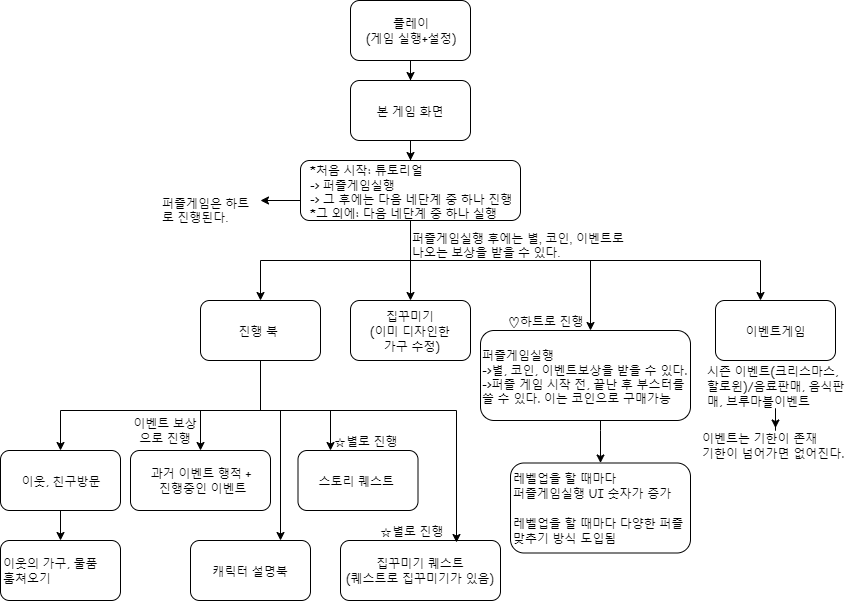 플레이
(게임 실행+설정)
본 게임 화면
*처음 시작: 튜토리얼
-> 퍼즐게임실행
-> 그 후에는 다음 네단계 중 하나 진행
*그 외에: 다음 네단계 중 하나 실행
퍼즐게임은 하트
로 진행된다.
퍼즐게임실행 후에는 별, 코인, 이벤트로
나오는 보상을 받을 수 있다.
진행 북
집꾸미기
(이미 디자인한
가구 수정)
♡하트로 진행
퍼즐게임실행
->별, 코인, 이벤트보상을 받을 수 있다.
->퍼즐 게임 시작 전, 끝난 후 부스터를
쓸 수 있다. 이는 코인으로 구매가능
이벤트게임
시즌 이벤트(크리스마스,
할로윈)/음료판매, 음식판
매, 브루마블이벤트
이벤트는 기한이 존재
기한이 넘어가면 없어진다.
이벤트 보상
으로 진행
☆별로 진행
이웃, 친구방문
과거 이벤트 행적 +
진행중인 이벤트
스토리 퀘스트
레벨업을 할 때마다
퍼즐게임실행 UI 숫자가 증가
레벨업을 할 때마다 다양한 퍼즐
맞추기 방식 도입됨
☆별로 진행
이웃의 가구, 물품
훔쳐오기
캐릭터 설명북
집꾸미기 퀘스트
(퀘스트로 집꾸미기가 있음)